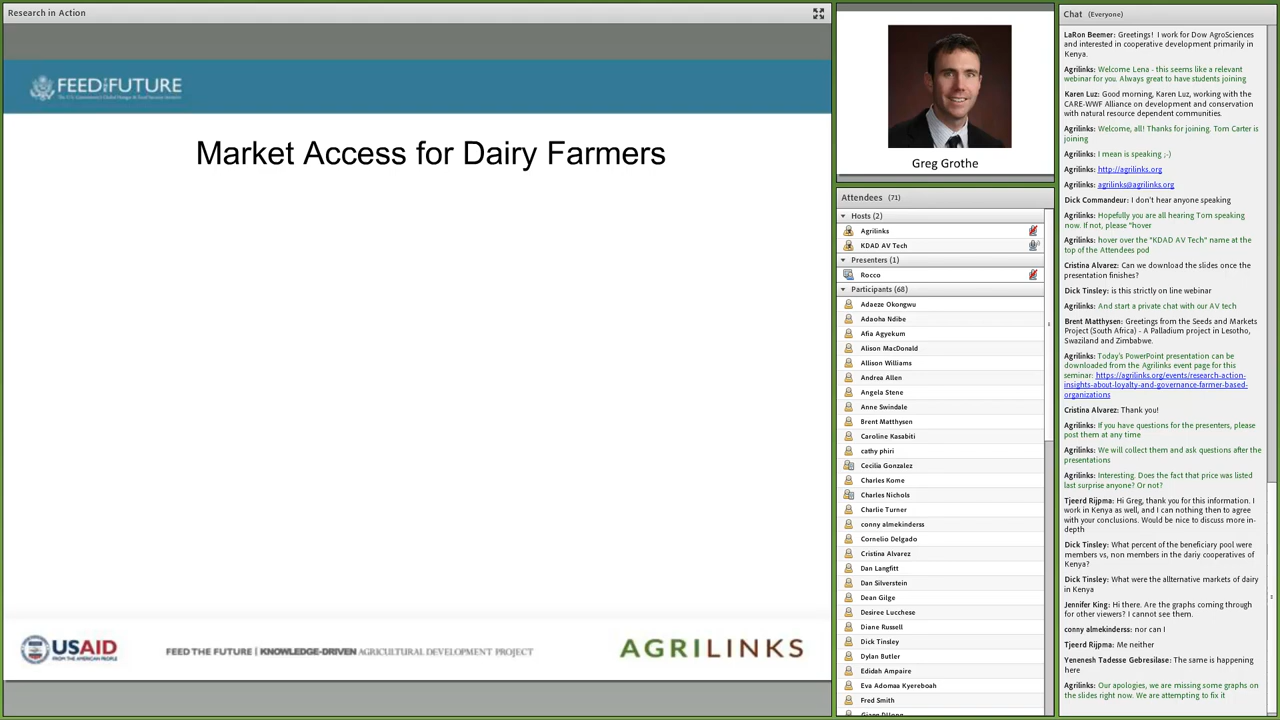 Research in Action
FEED THE FUTURE
The U.S. Government's Global Hunger & Food Security Initiative
Market Access for Dairy Farmers
USAID
FROM THE AMERICAN PEOPLE
FEED THE FUTURE | KNOWLEDGE-DRIVEN AGRICULTURAL DEVELOPMENT PROJECT
AGRILINKS
Greg Grothe
Attendees (71)
Hosts (2)
Agrilinks
KDAD AV Tech
Presenters (1)
Rocco
Participants (68)
Adaeze Okongwu
Adaoha Ndibe
Afia Agyekum
Alison MacDonald
Allison Williams
Andrea Allen
Angela Stene
Anne Swindale
Brent Matthysen
Caroline Kasabiti
cathy phiri
Cecilia Gonzalez
Charles Kome
Charles Nichols
Charlie Turner
conny almekinderss
Cornelio Delgado
Cristina Alvarez
Dan Langfitt
Dan Silverstein
Dean Gilge
Desiree Lucchese
Diane Russell
Dick Tinsley
Dylan Butler
Edidah Ampaire
Eva Adomaa Kyereboah
Fred Smith
Chat (Everyone)
LaRon Beemer: Greetings! I work for Dow AgroSciences
and interested in cooperative development primarily in
Kenya.
Agrilinks: Welcome Lena - this seems like a relevant
webinar for you. Always great to have students joining
Karen Luz: Good morning, Karen Luz, working with the
CARE-WWF Alliance on development and conservation
with natural resource dependent communities.
Agrilinks: Welcome, all! Thanks for joining. Tom Carter is
joining
Agrilinks: I mean is speaking ;-)
Agrilinks: http://agrilinks.org
Agrilinks: agrilinks@agrilinks.org
Dick Commandeur: I don't hear anyone speaking
Agrilinks: Hopefully you are all hearing Tom speaking
now. If not, please "hover
Agrilinks: hover over the "KDAD AV Tech" name at the
top of the Attendees pod
Cristina Alvarez: Can we download the slides once the
presentation finishes?
Dick Tinsley: is this strictly on line webinar
Agrilinks: And start a private chat with our AV tech
Brent Matthysen: Greetings from the Seeds and Markets
Project (South Africa) - A Palladium project in Lesotho,
Swaziland and Zimbabwe.
Agrilinks: Today's PowerPoint presentation can be
downloaded from the Agrilinks event page for this
seminar: https://agrilinks.org/events/research-action-
insights-about-loyalty-and-governance-farmer-based-
organizations
Cristina Alvarez: Thank you!
Agrilinks: If you have questions for the presenters, please
post them at any time
Agrilinks: We will collect them and ask questions after the
presentations
Agrilinks: Interesting. Does the fact that price was listed
last surprise anyone? Or not?
Tjeerd Rijpma: Hi Greg, thank you for this information. I
work in Kenya as well, and I can nothing then to agree
with your conclusions. Would be nice to discuss more in-
depth
Dick Tinsley: What percent of the beneficiary pool were
members vs, non members in the dariy cooperatives of
Kenya?
Dick Tinsley: What were the allternative markets of dairy
in Kenya
Jennifer King: Hi there. Are the graphs coming through
for other viewers? I cannot see them.
conny almekinderss: nor can I
Tjeerd Rijpma: Me neither
Yenenesh Tadesse Gebresilase: The same is happening
here
Agrilinks: Our apologies, we are missing some graphs on
the slides right now. We are attempting to fix it